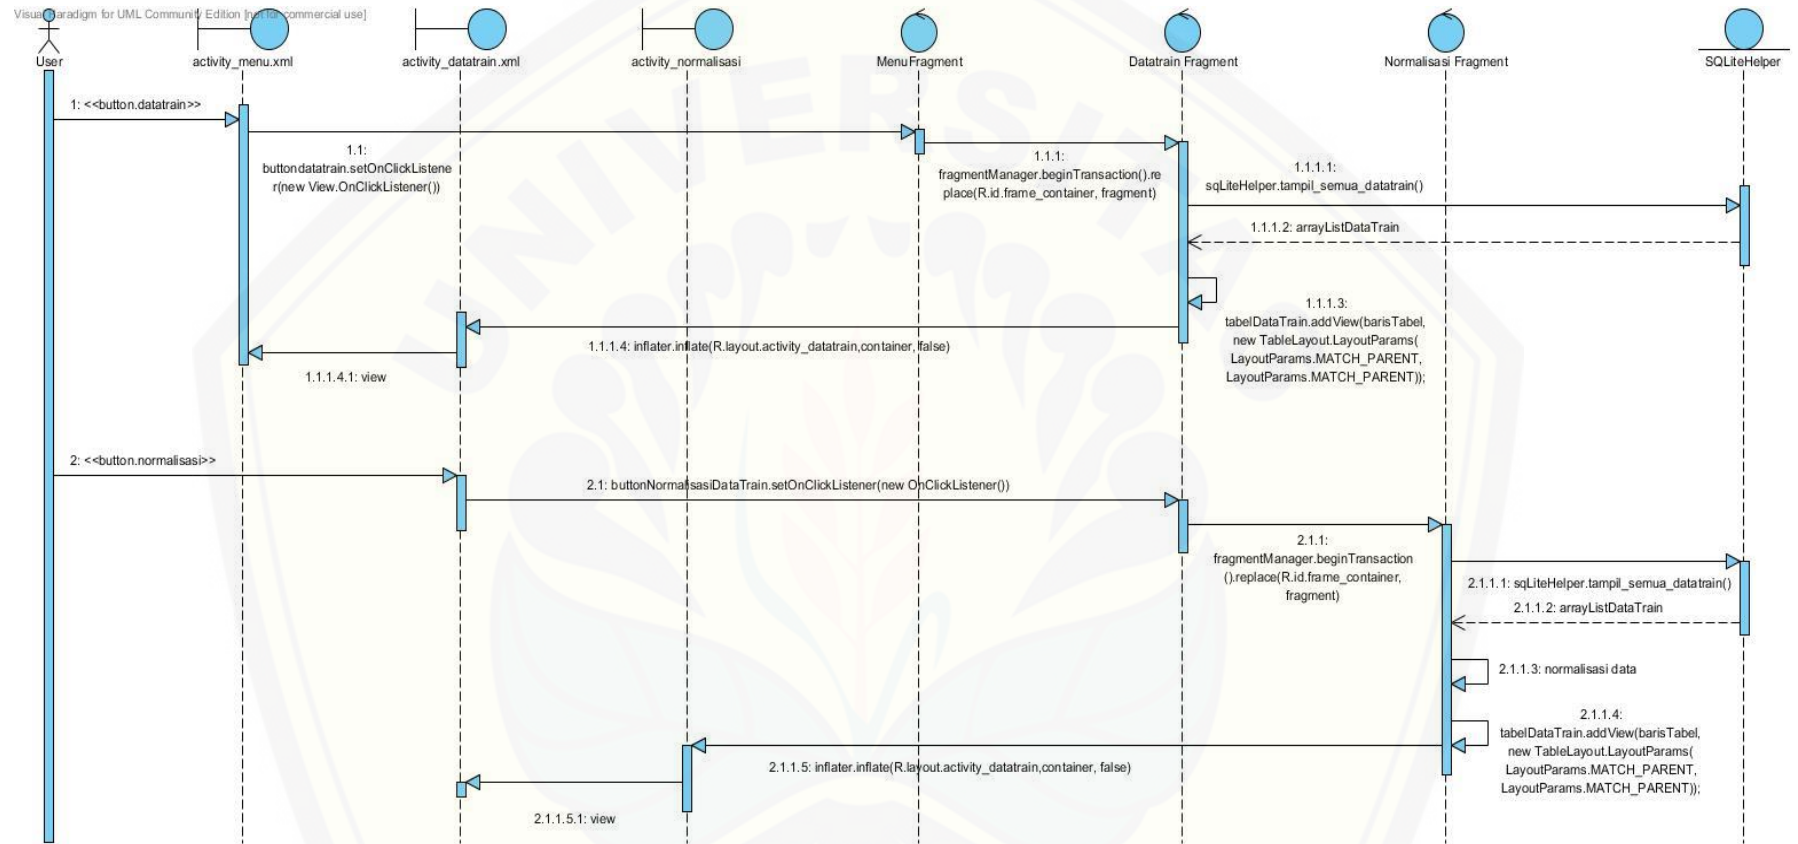 Visual Paradigm for UML Community Edition [not for commercial use]
User
activity_menu.xml
activity_datatrain.xml
activity_normalisasi
MenuFragment
Datatrain Fragment
Normalisasi Fragment
SQLiteHelper
1: <<button.datatrain>>
1.1:
buttondatatrain.setOnClickListene
r(new View.OnClickListener())
1.1.1:
fragmentManager.beginTransaction().re
place(R.id.frame_container, fragment)
1.1.1.1:
sqLiteHelper.tampil_semua_datatrain()
1.1.1.2: arrayListDataTrain
1.1.1.3:
tabelDataTrain.addView(barisTabel,
new TableLayout.LayoutParams(
LayoutParams.MATCH_PARENT,
LayoutParams.MATCH_PARENT));
1.1.1.4: inflater.inflate(R.layout.activity_datatrain,container, false)
1.1.1.4.1: view
2: <<button.normalisasi>>
2.1: buttonNormalisasiDataTrain.setOnClickListener(new OnClickListener())
2.1.1:
fragmentManager.beginTransaction
().replace(R.id.frame_container,
fragment)
2.1.1.1: sqLiteHelper.tampil_semua_datatrain()
2.1.1.2: arrayListDataTrain
2.1.1.3: normalisasi data
2.1.1.4:
tabelDataTrain.addView(barisTabel,
new TableLayout.LayoutParams(
LayoutParams.MATCH_PARENT,
LayoutParams.MATCH_PARENT));
2.1.1.5: inflater.inflate(R.layout.activity_datatrain,container, false)
2.1.1.5.1: view
UNIVERSITAS